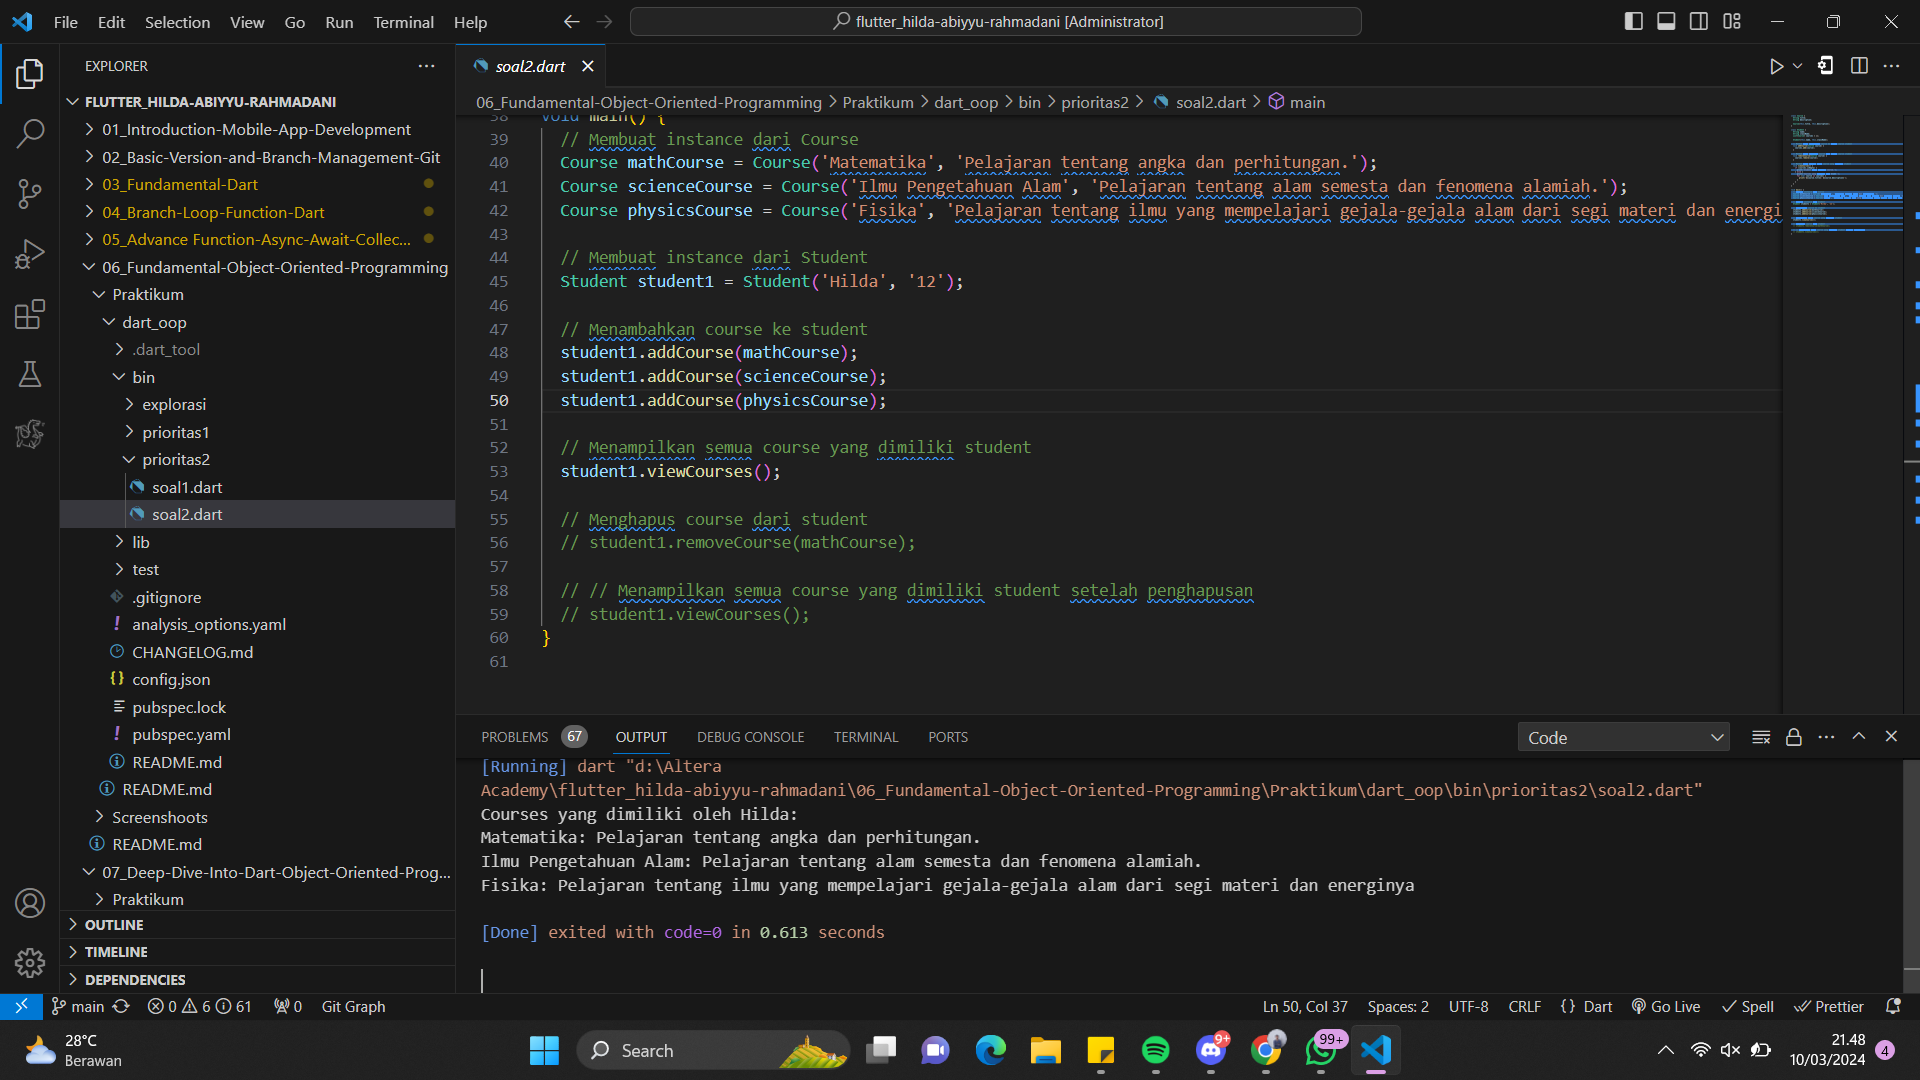 File Edit Selection View Go Run Terminal Help
flutter_hilda-abiyyu-rahmadani [Administrator]
EXPLORER
FLUTTER_HILDA-ABIYYU-RAHMADANI
01_Introduction-Mobile-App-Development
02_Basic-Version-and-Branch-Management-Git
03_Fundamental-Dart
04_Branch-Loop-Function-Dart
05_Advance Function-Async-Await-Collec...
06_Fundamental-Object-Oriented-Programming
Praktikum
dart_oop
.dart_tool
bin
explorasi
prioritas1
prioritas2
soal1.dart
soal2.dart
lib
test
.gitignore
analysis_options.yaml
CHANGELOG.md
config.json
pubspec.lock
pubspec.yaml
README.md
README.md
Screenshoots
README.md
07_Deep-Dive-Into-Dart-Object-Oriented-Prog...
Praktikum
OUTLINE
TIMELINE
DEPENDENCIES
soal2.dart
06_Fundamental-Object-Oriented-Programming > Praktikum > dart_oop > bin > prioritas2 > soal2.dart > main
38 void main() {
39 // Membuat instance dari Course
40 Course mathCourse = Course('Matematika', 'Pelajaran tentang angka dan perhitungan.');
41 Course scienceCourse = Course('Ilmu Pengetahuan Alam', 'Pelajaran tentang alam semesta dan fenomena alamiah.');
42 Course physicsCourse = Course('Fisika', 'Pelajaran tentang ilmu yang mempelajari gejala-gejala alam dari segi materi dan energi
43
44 // Membuat instance dari Student
45 Student student1 = Student('Hilda', '12');
46
47 // Menambahkan course ke student
48 student1.addCourse(mathCourse);
49 student1.addCourse(scienceCourse);
50 student1.addCourse(physicsCourse);
51
52 // Menampilkan semua course yang dimiliki student
53 student1.viewCourses();
54
55 // Menghapus course dari student
56 // student1.removeCourse(mathCourse);
57
58 // // Menampilkan semua course yang dimiliki student setelah penghapusan
59 // student1.viewCourses();
60 }
61
PROBLEMS 67 OUTPUT DEBUG CONSOLE TERMINAL PORTS Code
[Running] dart "d:\Altera
Academy\flutter_hilda-abiyyu-rahmadani\06_Fundamental-Object-Oriented-Programming\Praktikum\dart_oop\bin\prioritas2\soal2.dart"
Courses yang dimiliki oleh Hilda:
Matematika: Pelajaran tentang angka dan perhitungan.
Ilmu Pengetahuan Alam: Pelajaran tentang alam semesta dan fenomena alamiah.
Fisika: Pelajaran tentang ilmu yang mempelajari gejala-gejala alam dari segi materi dan energinya
[Done] exited with code=0 in 0.613 seconds
main 0 6 61 0 Git Graph Ln 50, Col 37 Spaces: 2 UTF-8 CRLF {} Dart Go Live Spell Prettier
28°C
Berawan
Search
9+
99+
21.48
10/03/2024
4